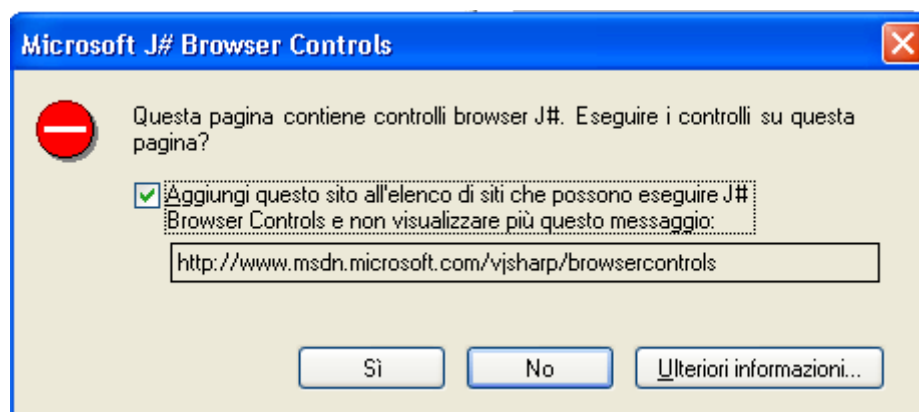 Microsoft J# Browser Controls
Questa pagina contiene controlli browser J#. Eseguire i controlli su questa
pagina?
Aggiungi questo sito all'elenco di siti che possono eseguire J#
Browser Controls e non visualizzare più questo messaggio:
http://www.msdn.microsoft.com/vjsharp/browsercontrols
Sì No Ulteriori informazioni...